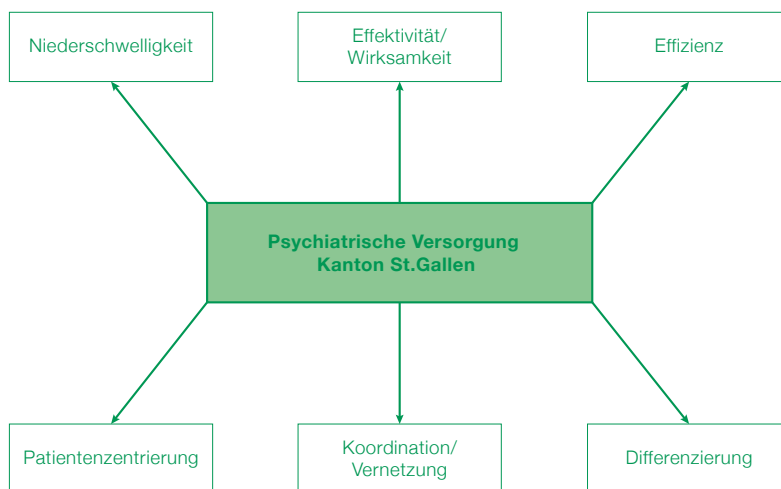 Niederschwelligkeit
Effektivität/
Wirksamkeit
Effizienz
Psychiatrische Versorgung
Kanton St.Gallen
Patientenzentrierung
Koordination/
Vernetzung
Differenzierung